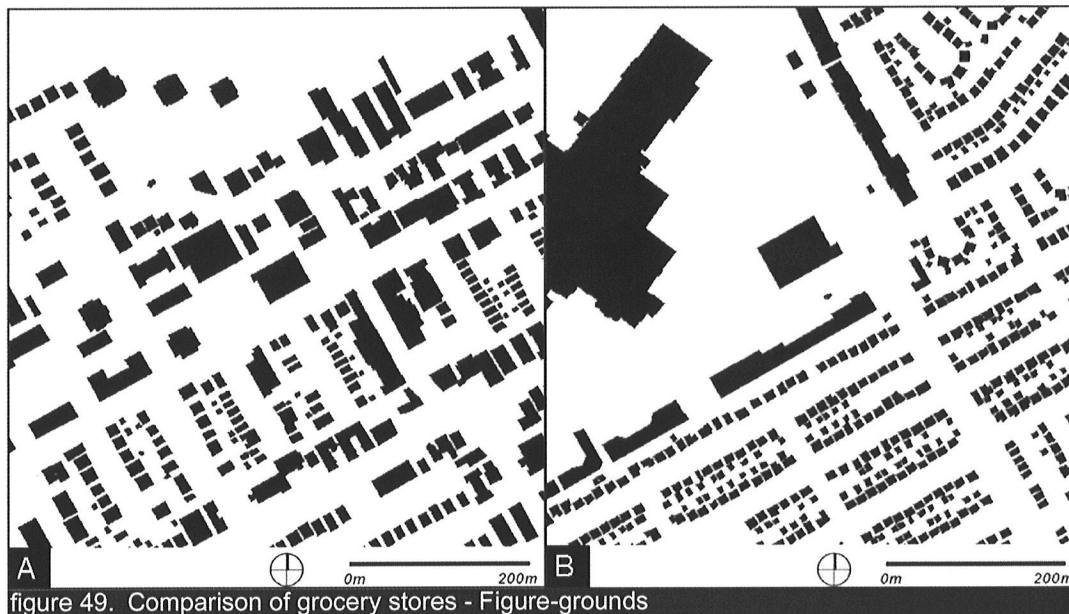 A
0m 200m
B
0m 200m
figure 49. Comparison of grocery stores - Figure-grounds